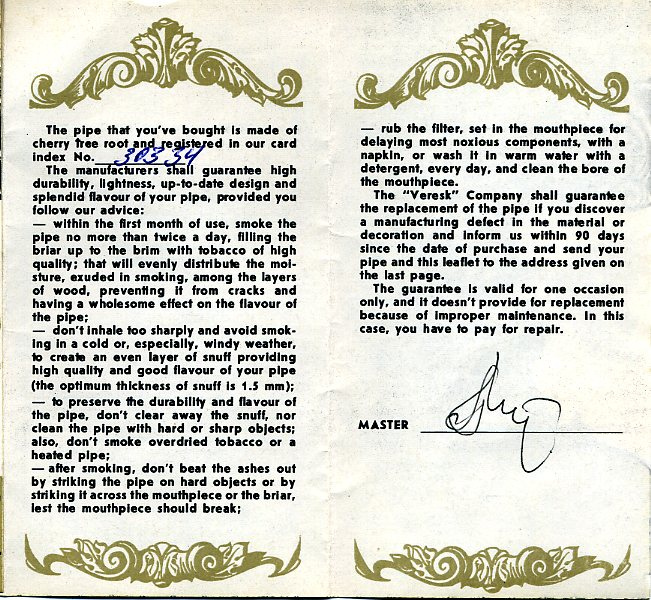 The pipe that you've bought is made of
cherry free root and registered in our card
index No. 303 34
The manufacturers shall guarantee high
durability, lightness, up-to-date design and
splendid flavour of your pipe, provided you
follow our advice:
— within the first month of use, smoke the
pipe no more than twice a day, filling the
briar up to the brim with tobacco of high
quality; that will evenly distribute the moi-
sture, exuded in smoking, among the layers
of wood, preventing it from cracks and
having a wholesome effect on the flavour of
the pipe;
— don't inhale too sharply and avoid smok-
ing in a cold or, especially, windy weather,
to create an even layer of snuff providing
high quality and good flavour of your pipe
(the optimum thickness of snuff is 1.5 mm);
— to preserve the durability and flavour of
the pipe, don't clear away the snuff, nor
clean the pipe with hard or sharp objects;
also, don't smoke overdried tobacco or a
heated pipe;
— after smoking, don't beat the ashes out
by striking the pipe on hard objects or by
striking it across the mouthpiece or the briar,
lest the mouthpiece should break;
— rub the filter, set in the mouthpiece for
delaying most noxious components, with a
napkin, or wash it in warm water with a
detergent, every day, and clean the bore of
the mouthpiece.
The "Veresk" Company shall guarantee
the replacement of the pipe if you discover
a manufacturing defect in the material or
decoration and inform us within 90 days
since the date of purchase and send your
pipe and this leaflet to the address given on
the last page.
The guarantee is valid for one occasion
only, and it doesn't provide for replacement
because of improper maintenance. In this
case, you have to pay for repair.
MASTER